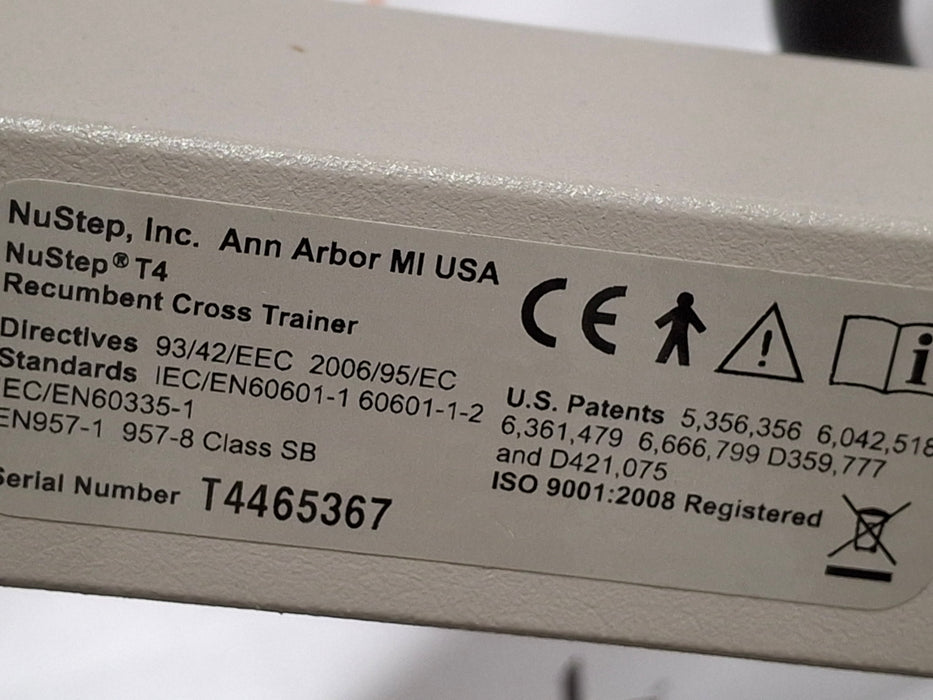 NuStep, Inc. Ann Arbor MI USA
NuStep® T4
Recumbent Cross Trainer
Directives 93/42/EEC 2006/95/EC
Standards IEC/EN60601-1 60601-1-2
IEC/EN60335-1
EN957-1 957-8 Class SB
Serial Number T4465367
CE
U.S. Patents 5,356,356 6,042,518
6,361,479 6,666,799 D359,777
and D421,075
ISO 9001:2008 Registered